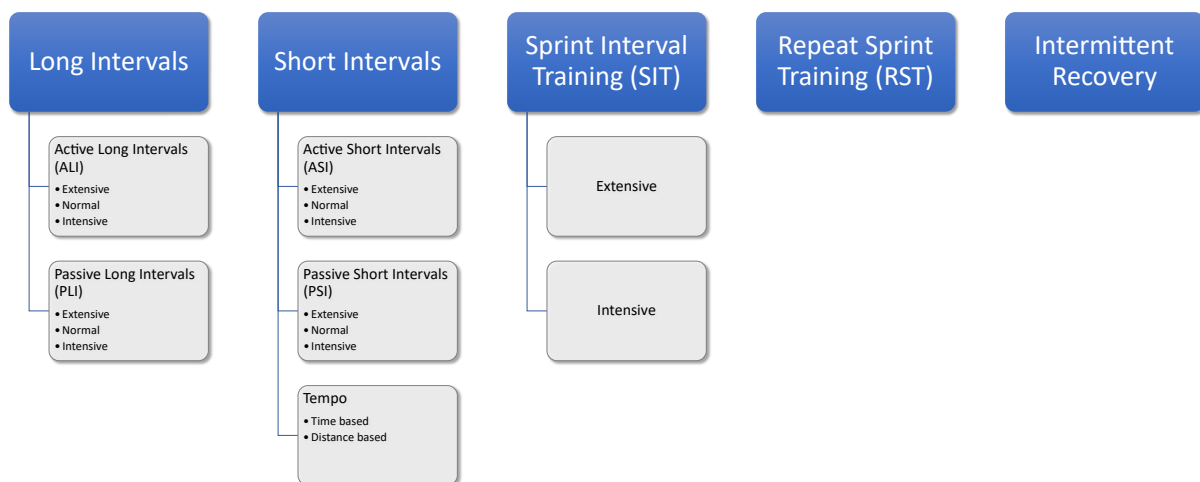 Long Intervals
Active Long Intervals
(ALI)
• Extensive
• Normal
• Intensive
Passive Long Intervals
(PLI)
• Extensive
• Normal
• Intensive
Short Intervals
Active Short Intervals
(ASI)
• Extensive
• Normal
• Intensive
Passive Short Intervals
(PSI)
• Extensive
• Normal
• Intensive
Tempo
• Time based
• Distance based
Sprint Interval
Training (SIT)
Extensive
Intensive
Repeat Sprint
Training (RST)
Intermittent
Recovery